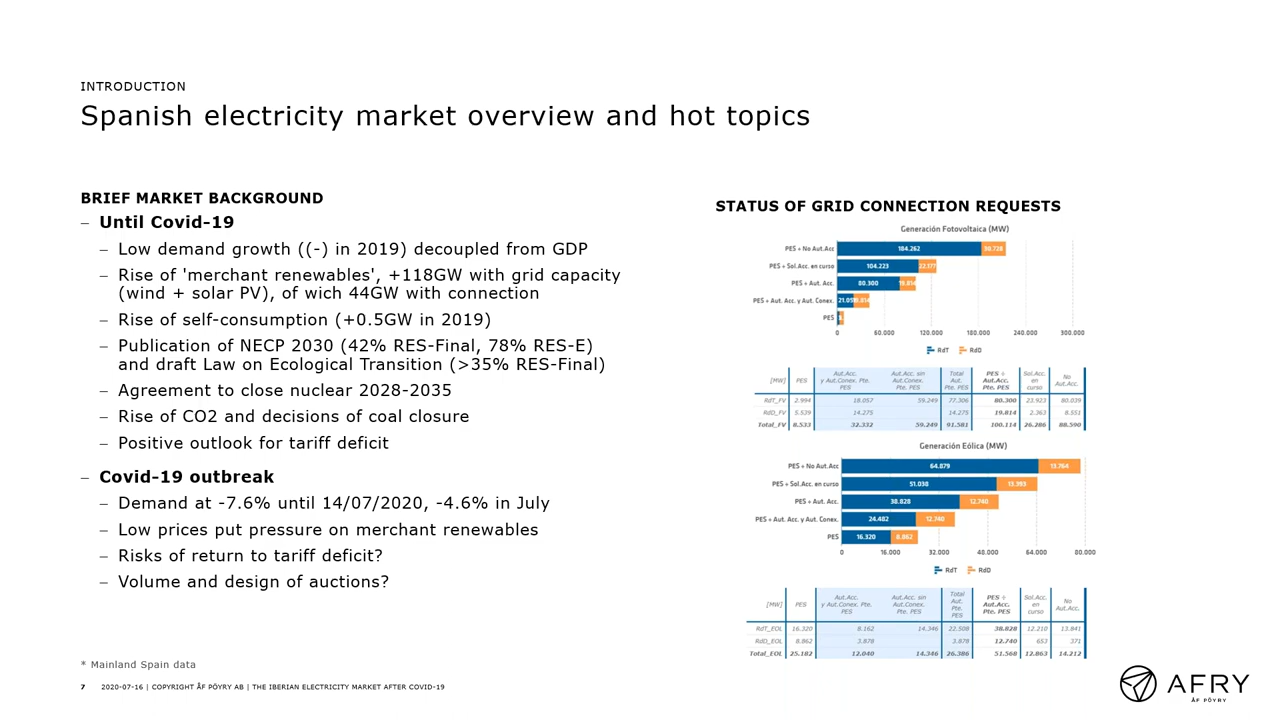 INTRODUCTION
Spanish electricity market overview and hot topics
BRIEF MARKET BACKGROUND
– Until Covid-19
– Low demand growth ((-) in 2019) decoupled from GDP
– Rise of 'merchant renewables', +118GW with grid capacity
(wind + solar PV), of wich 44GW with connection
– Rise of self-consumption (+0.5GW in 2019)
– Publication of NECP 2030 (42% RES-Final, 78% RES-E)
and draft Law on Ecological Transition (>35% RES-Final)
– Agreement to close nuclear 2028-2035
– Rise of CO2 and decisions of coal closure
– Positive outlook for tariff deficit
– Covid-19 outbreak
– Demand at -7.6% until 14/07/2020, -4.6% in July
– Low prices put pressure on merchant renewables
– Risks of return to tariff deficit?
– Volume and design of auctions?
* Mainland Spain data
7 2020-07-16 | COPYRIGHT ÅF PÖYRY AB | THE IBERIAN ELECTRICITY MARKET AFTER COVID-19
STATUS OF GRID CONNECTION REQUESTS
Generación Fotovoltaica (MW)
PES + No Aut.Acc 184.262 30.728
PES + Sol.Acc. en curso 104.223 22.177
PES + Aut. Acc. 80.300 19.814
PES + Aut. Acc. y Aut. Conex. 21.051
PES
0 60.000 120.000 180.000 240.000 300.000
RdT RdD
[MW] PES Aut.Acc. y Aut.Conex. Pte. PES Aut.Acc. sin Aut.Conex. Pte. PES Total Aut. Pte. PES PES + Aut.Acc. Pte. PES Sol.Acc. en curso No Aut.Acc.
RdT_FV 2.994 18.057 59.249 77.306 80.300 23.923 80.039
RdD_FV 5.539 14.275 14.275 19.814 2.363 8.551
Total_FV 8.533 32.332 59.249 91.581 100.114 26.286 88.590
Generación Eólica (MW)
PES + No Aut.Acc 64.879 13.764
PES + Sol.Acc. en curso 51.038 13.393
PES + Aut. Acc. 38.828 12.740
PES + Aut. Acc. y Aut. Conex. 24.482 12.740
PES 16.320 8.862
0 16.000 32.000 48.000 64.000 80.000
RdT RdD
[MW] PES Aut.Acc. y Aut.Conex. Pte. PES Aut.Acc. sin Aut.Conex. Pte. PES Total Aut. Pte. PES PES + Aut.Acc. Pte. PES Sol.Acc. en curso No Aut.Acc.
RdT_EOL 16.320 8.162 14.346 22.508 38.828 12.210 13.841
RdD_EOL 8.862 3.878 3.878 12.740 653 371
Total_EOL 25.182 12.040 14.346 26.386 51.568 12.863 14.212
AFRY
ÅF PÖYRY